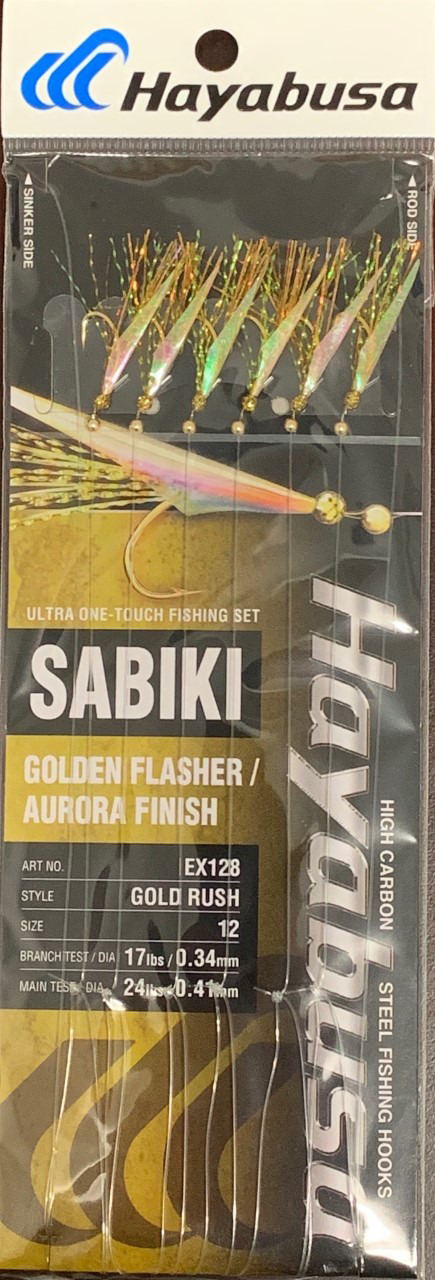 Hayabusa
◀ SINKER SIDE
◀ ROD SIDE
ULTRA ONE-TOUCH FISHING SET
SABIKI
GOLDEN FLASHER /
AURORA FINISH
ART NO. EX128
STYLE GOLD RUSH
SIZE 12
BRANCH TEST / DIA 17lbs / 0.34mm
MAIN TEST / DIA. 24lbs / 0.41mm
Hayabusa
HIGH CARBON STEEL FISHING HOOKS